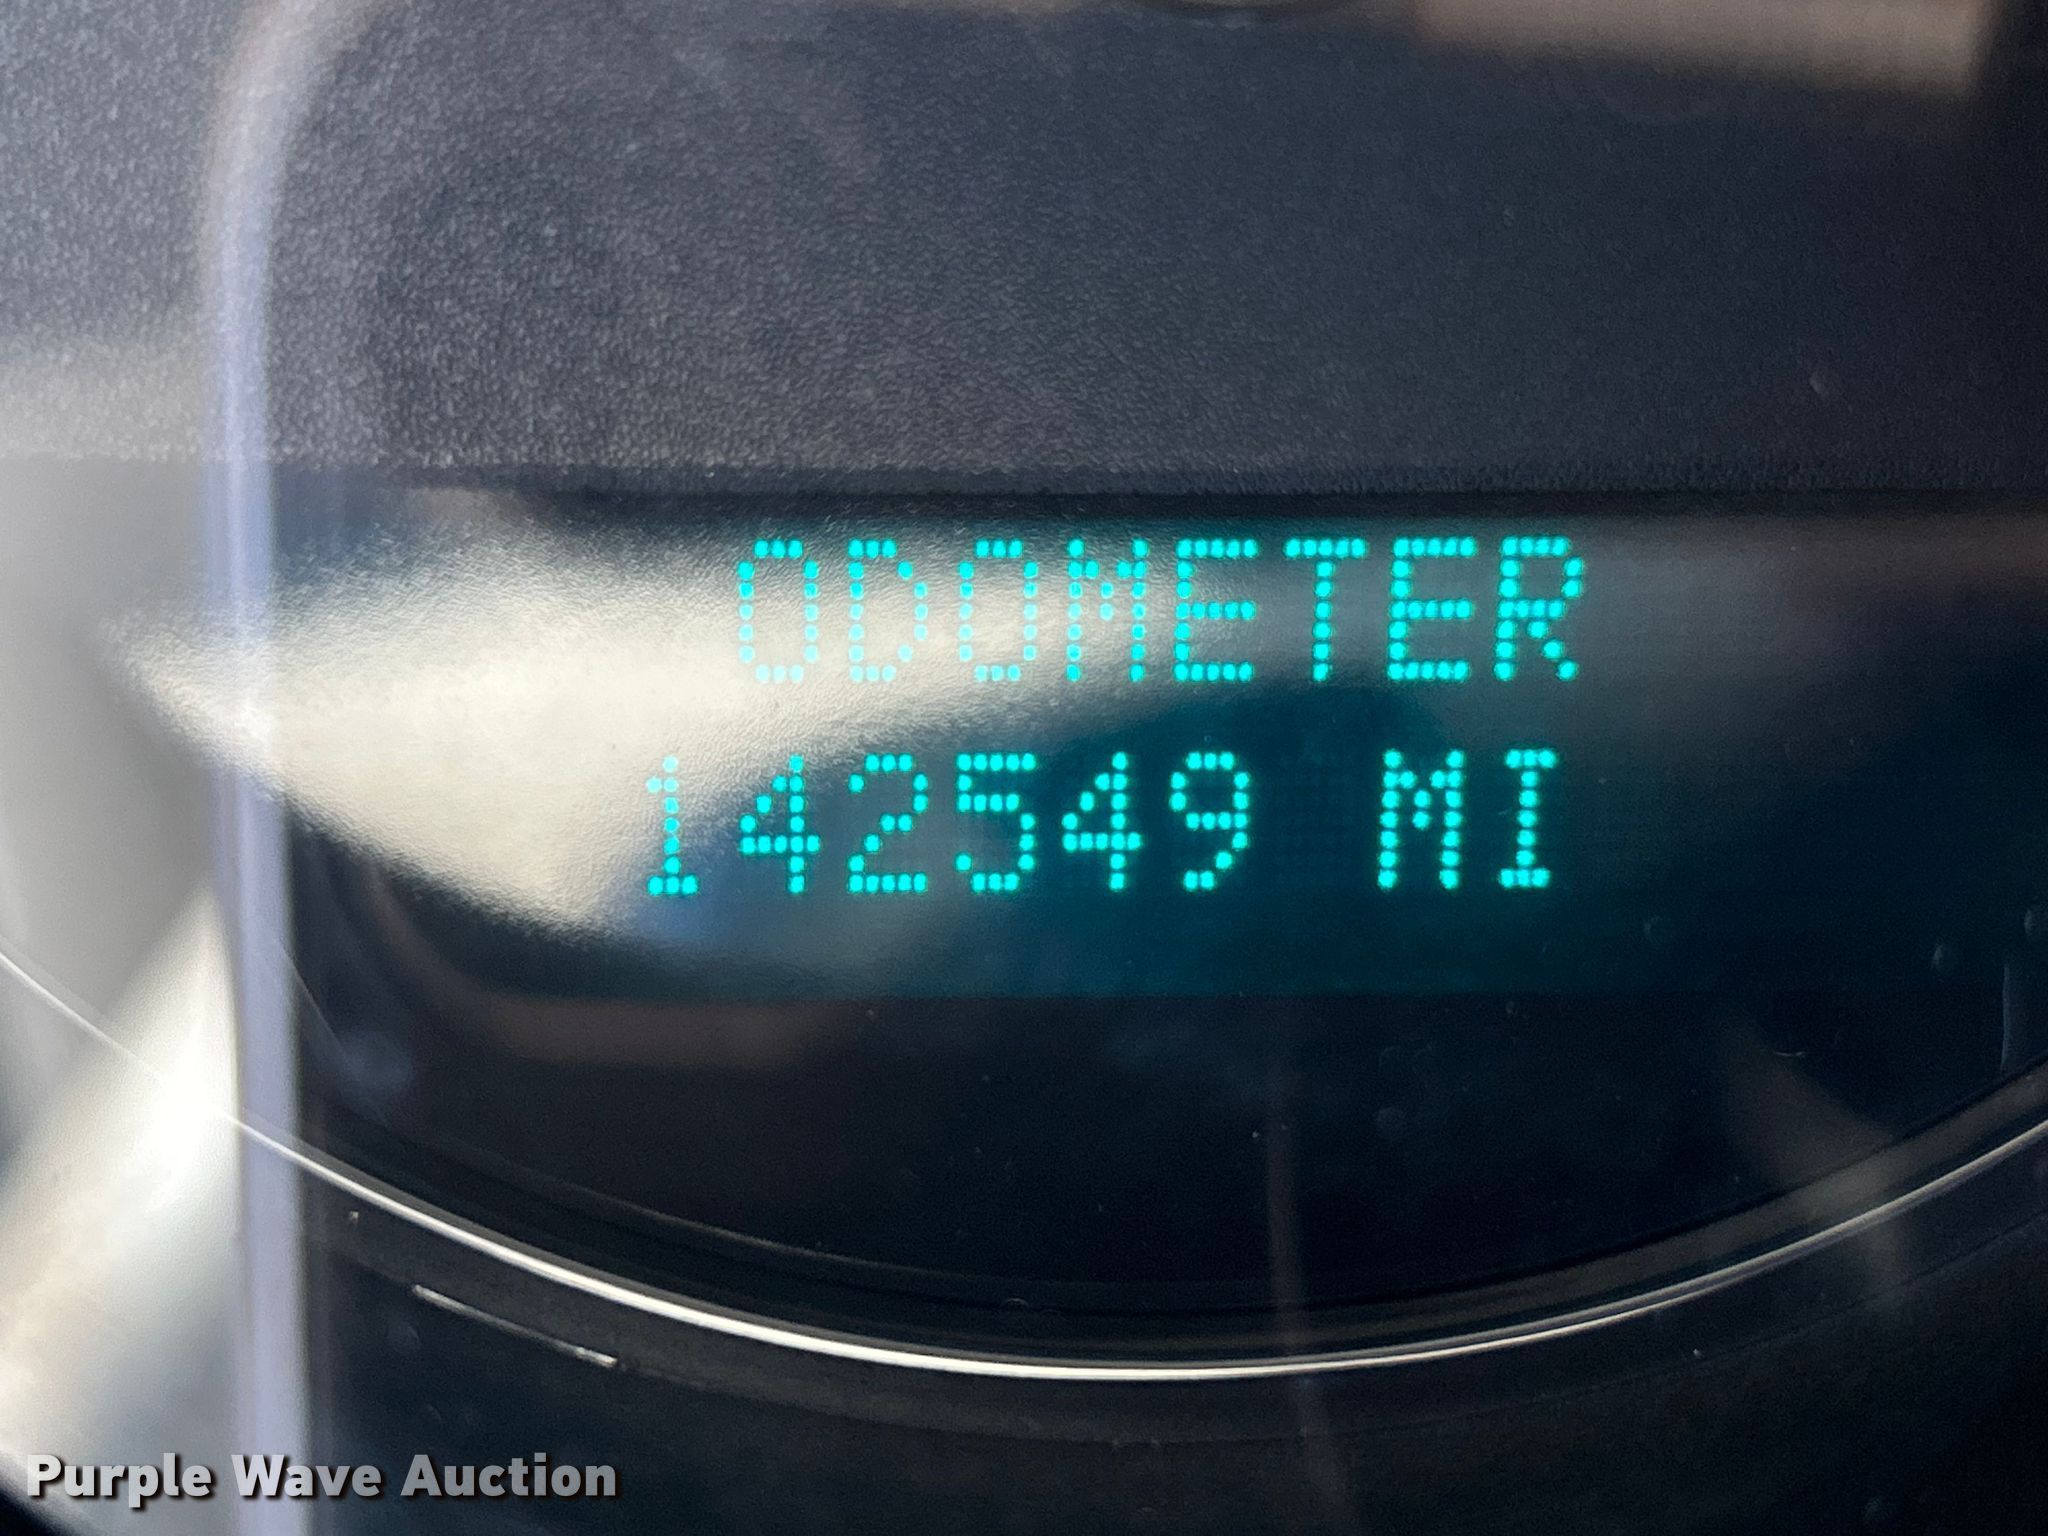 ODOMETER
142549 MI
Purple Wave Auction